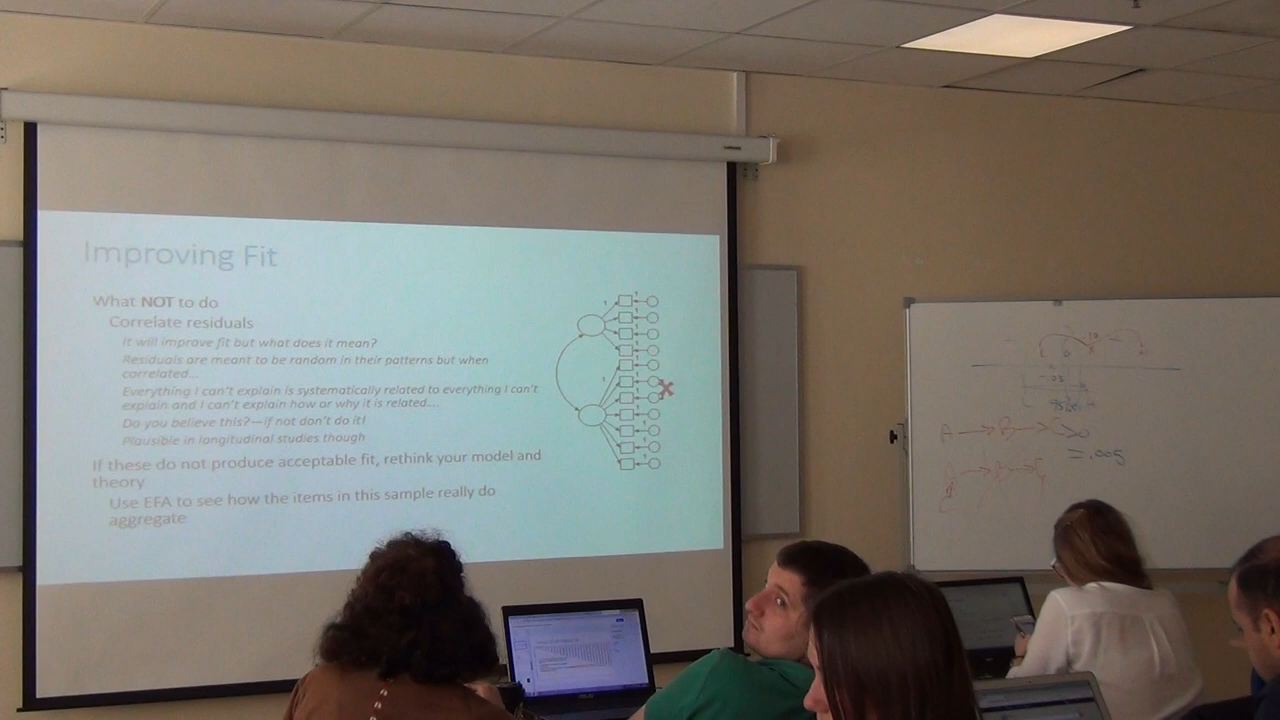 Improving Fit
What NOT to do
Correlate residuals
It will improve fit but what does it mean?
Residuals are meant to be random in their patterns but when
correlated...
Everything I can't explain is systematically related to everything I can't
explain and I can't explain how or why it is related....
Do you believe this?—if not don't do it!
Plausible in longitudinal studies though
If these do not produce acceptable fit, rethink your model and
theory
Use EFA to see how the items in this sample really do
aggregate
A → B → C >0
= .005